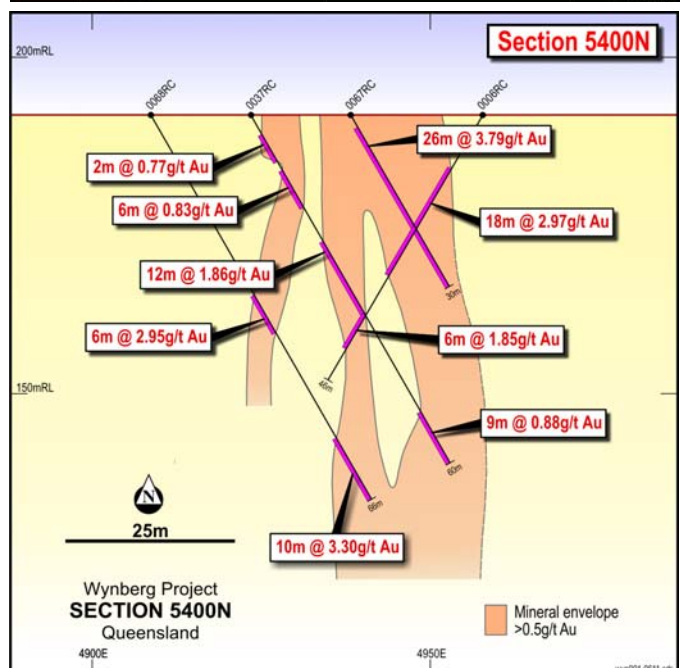 200mRL
Section 5400N
0068RC
0037RC
0067RC
0006RC
2m @ 0.77g/t Au
26m @ 3.79g/t Au
6m @ 0.83g/t Au
18m @ 2.97g/t Au
12m @ 1.86g/t Au
30m
6m @ 2.95g/t Au
6m @ 1.85g/t Au
46m
150mRL
9m @ 0.88g/t Au
60m
66m
N
25m
10m @ 3.30g/t Au
Wynberg Project
SECTION 5400N
Queensland
Mineral envelope
>0.5g/t Au
4900E
4950E